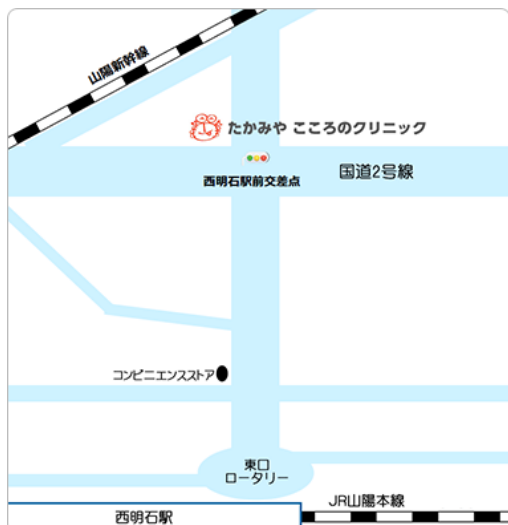 山陽新幹線
たかみや こころのクリニック
国道2号線
西明石駅前交差点
コンビニエンスストア
東口
ロータリー
JR山陽本線
西明石駅